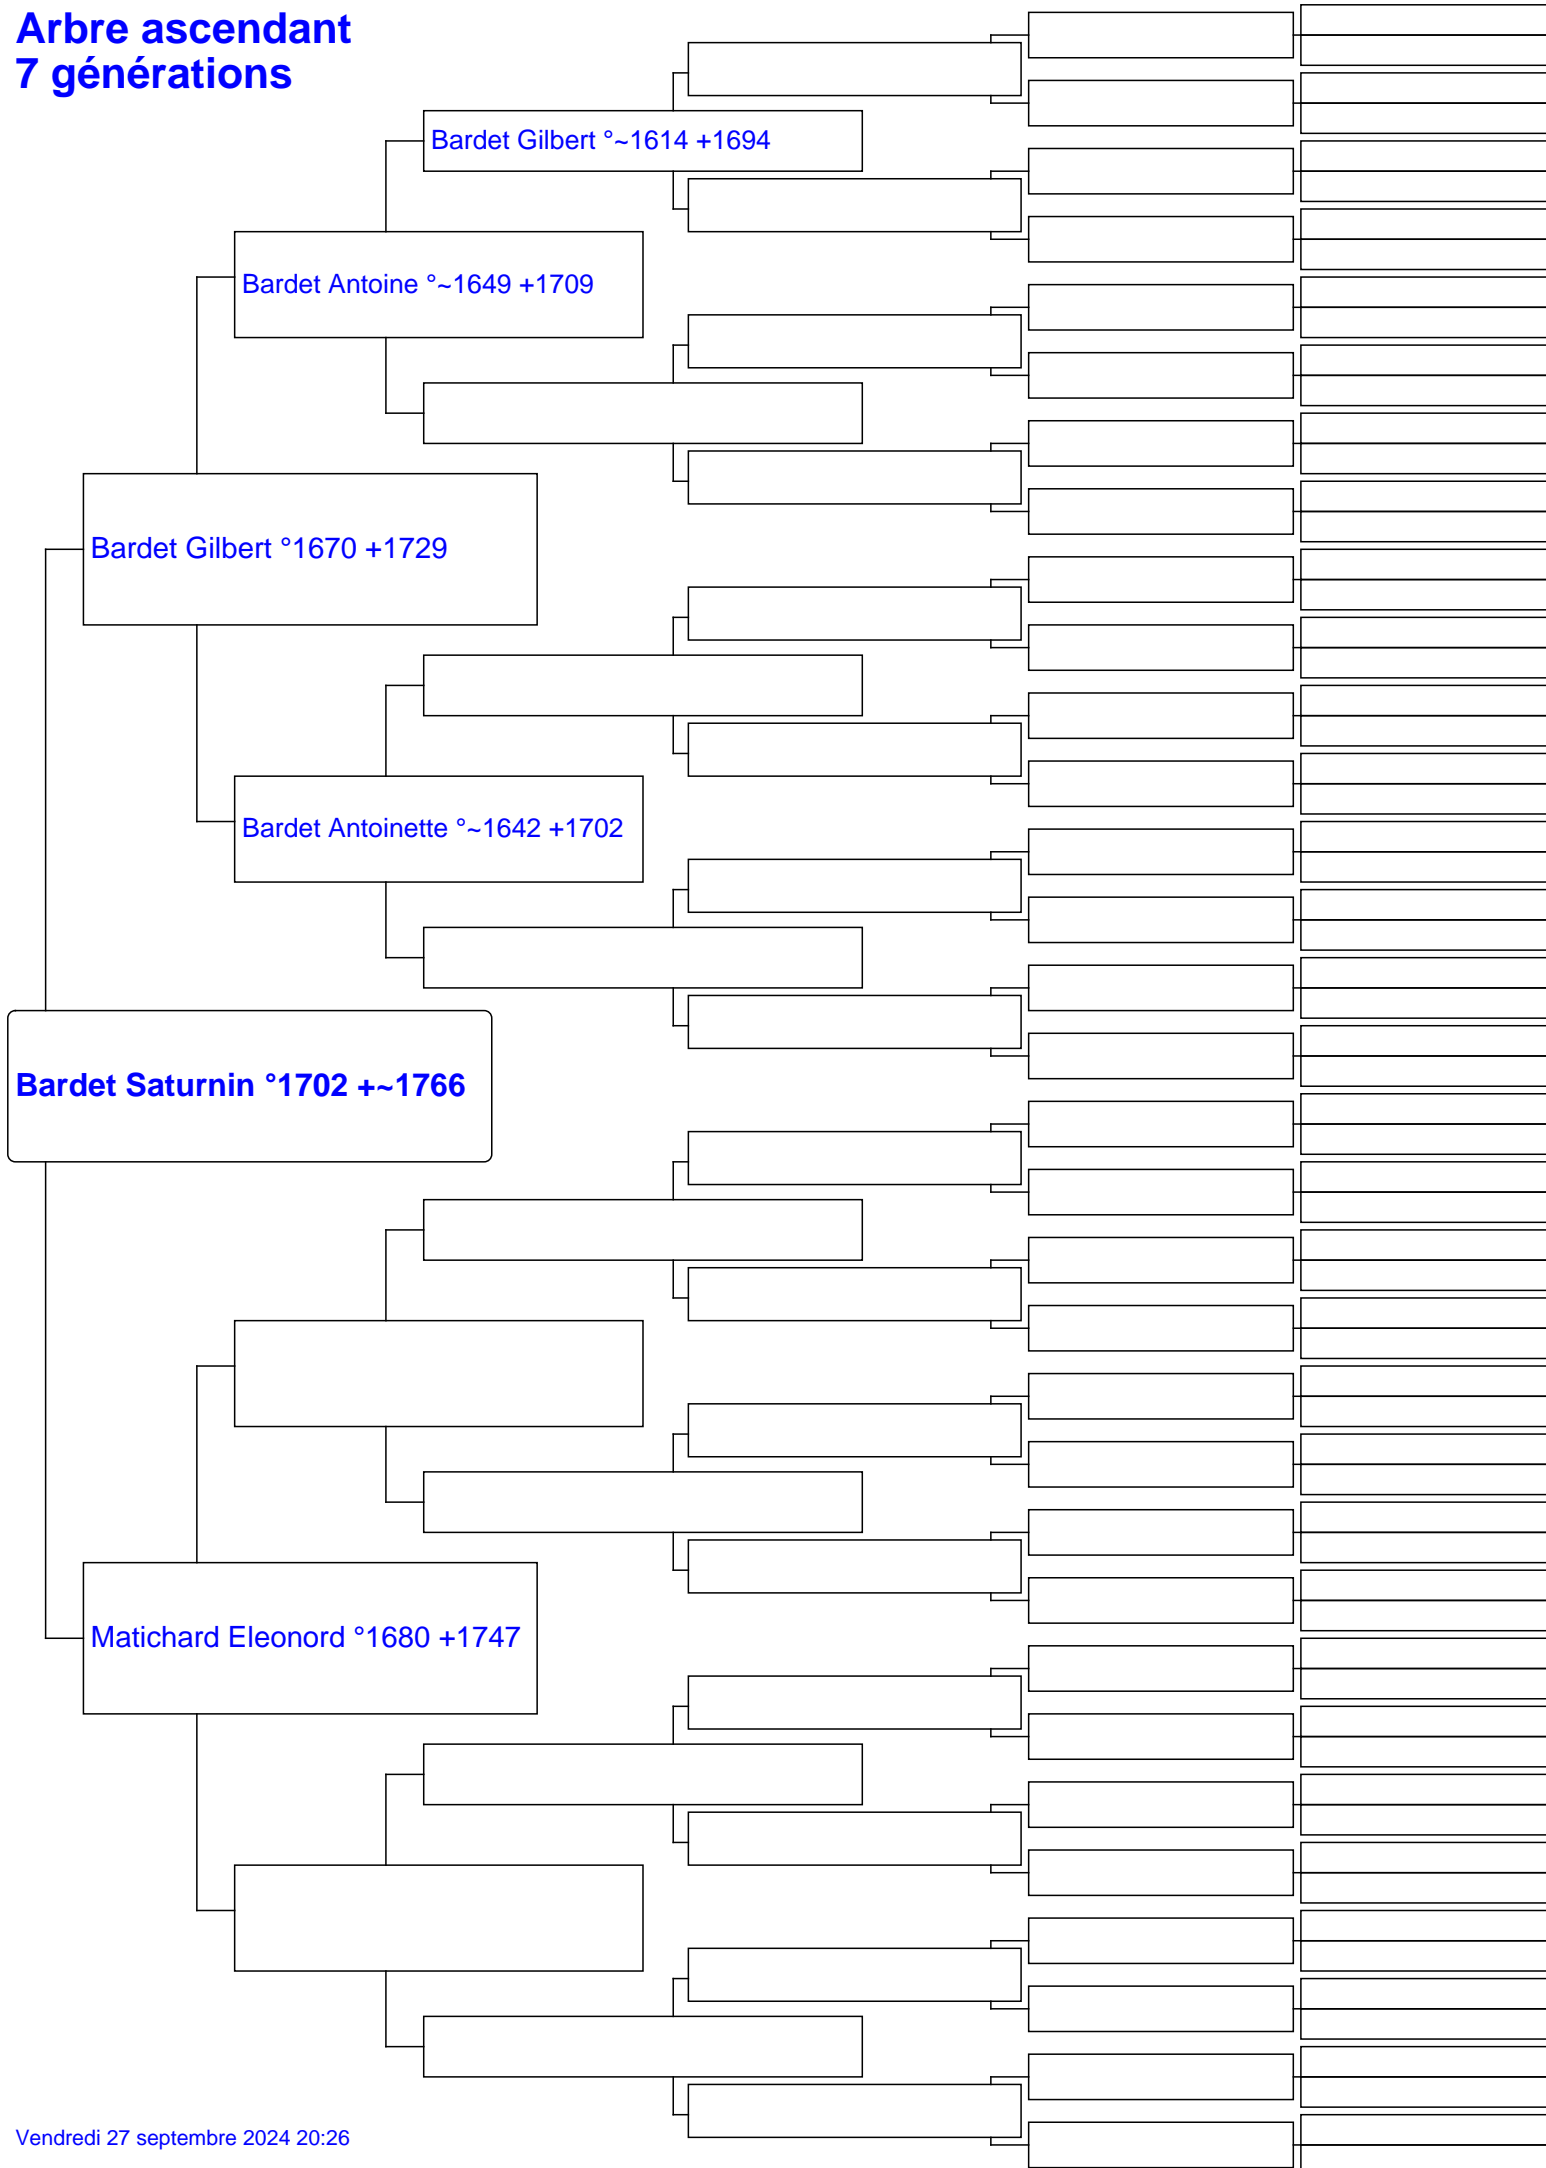 Arbre ascendant
7 générations
Bardet Gilbert °~1614 +1694
Bardet Antoine °~1649 +1709
Bardet Gilbert °1670 +1729
Bardet Antoinette °~1642 +1702
Bardet Saturnin °1702 +~1766
Matichard Eleonord °1680 +1747
Vendredi 27 septembre 2024 20:26